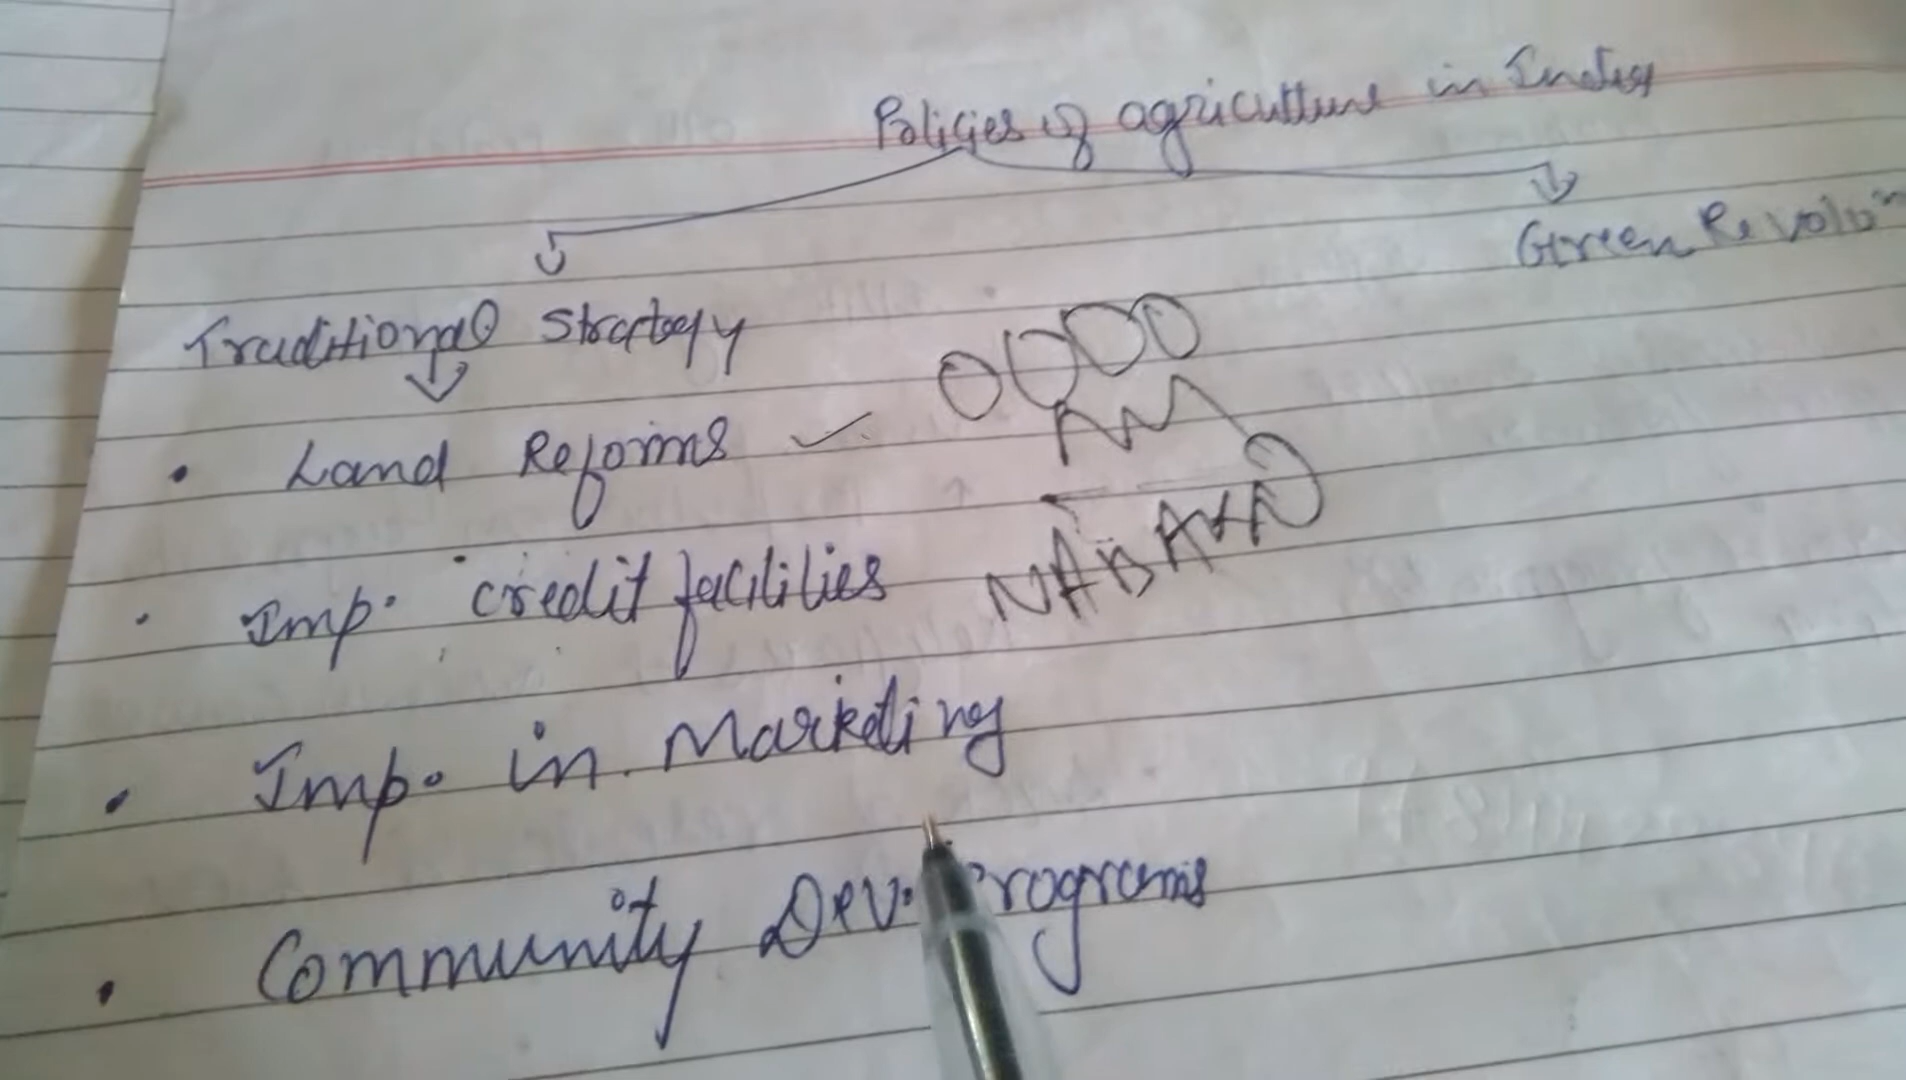 Policies of agriculture in India
Green Revolun
Traditional Strategy
• Land Reforms ✓
• Imp. credit facilities NABARD
• Imp. in Marketing
• Community Dev. Programs